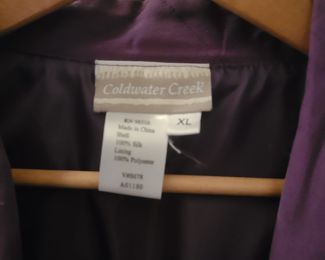 Coldwater Creek
XL
Made in China
Shell
100% Silk
Lining
100% Polyester